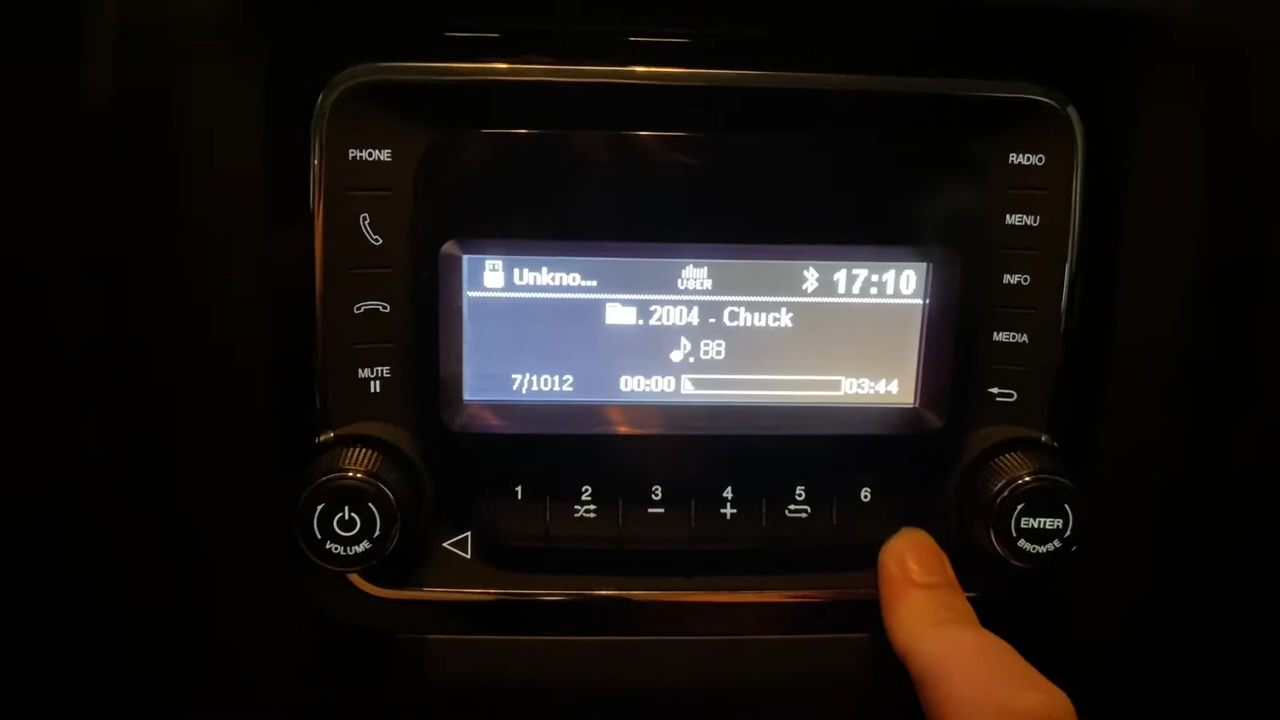 PHONE
RADIO
MENU
Unkno...
USER
17:10
INFO
. 2004 - Chuck
. 88
MEDIA
MUTE
7/1012
00:00
03:44
1
2
3
4
5
6
−
+
VOLUME
ENTER
BROWSE